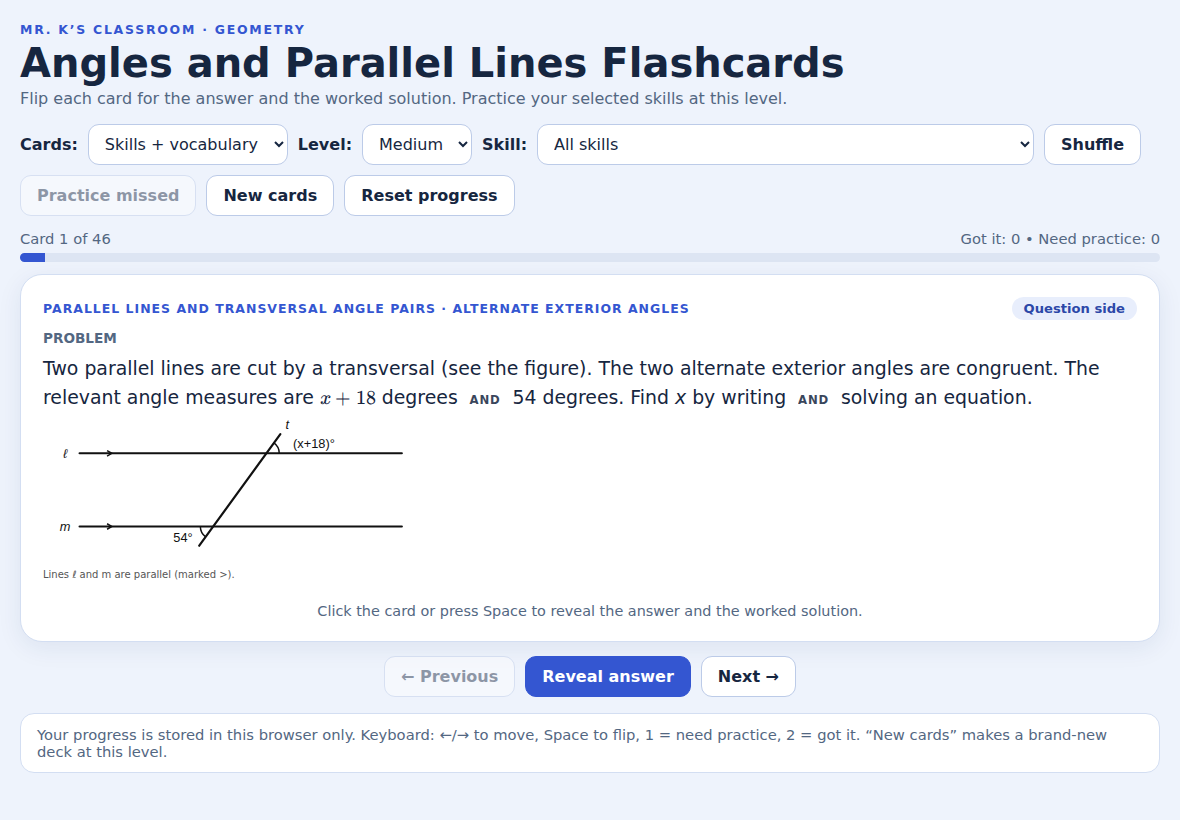 MR. K’S CLASSROOM · GEOMETRY
Angles and Parallel Lines Flashcards
Flip each card for the answer and the worked solution. Practice your selected skills at this level.
Cards: Skills + vocabulary Level: Medium Skill: All skills Shuffle
Practice missed New cards Reset progress
Card 1 of 46 Got it: 0 • Need practice: 0
PARALLEL LINES AND TRANSVERSAL ANGLE PAIRS · ALTERNATE EXTERIOR ANGLES Question side
PROBLEM
Two parallel lines are cut by a transversal (see the figure). The two alternate exterior angles are congruent. The
relevant angle measures are x + 18 degrees AND 54 degrees. Find x by writing AND solving an equation.
t
(x+18)°
ℓ
m
54°
Lines ℓ and m are parallel (marked >).
Click the card or press Space to reveal the answer and the worked solution.
← Previous Reveal answer Next →
Your progress is stored in this browser only. Keyboard: ←/→ to move, Space to flip, 1 = need practice, 2 = got it. “New cards” makes a brand-new
deck at this level.